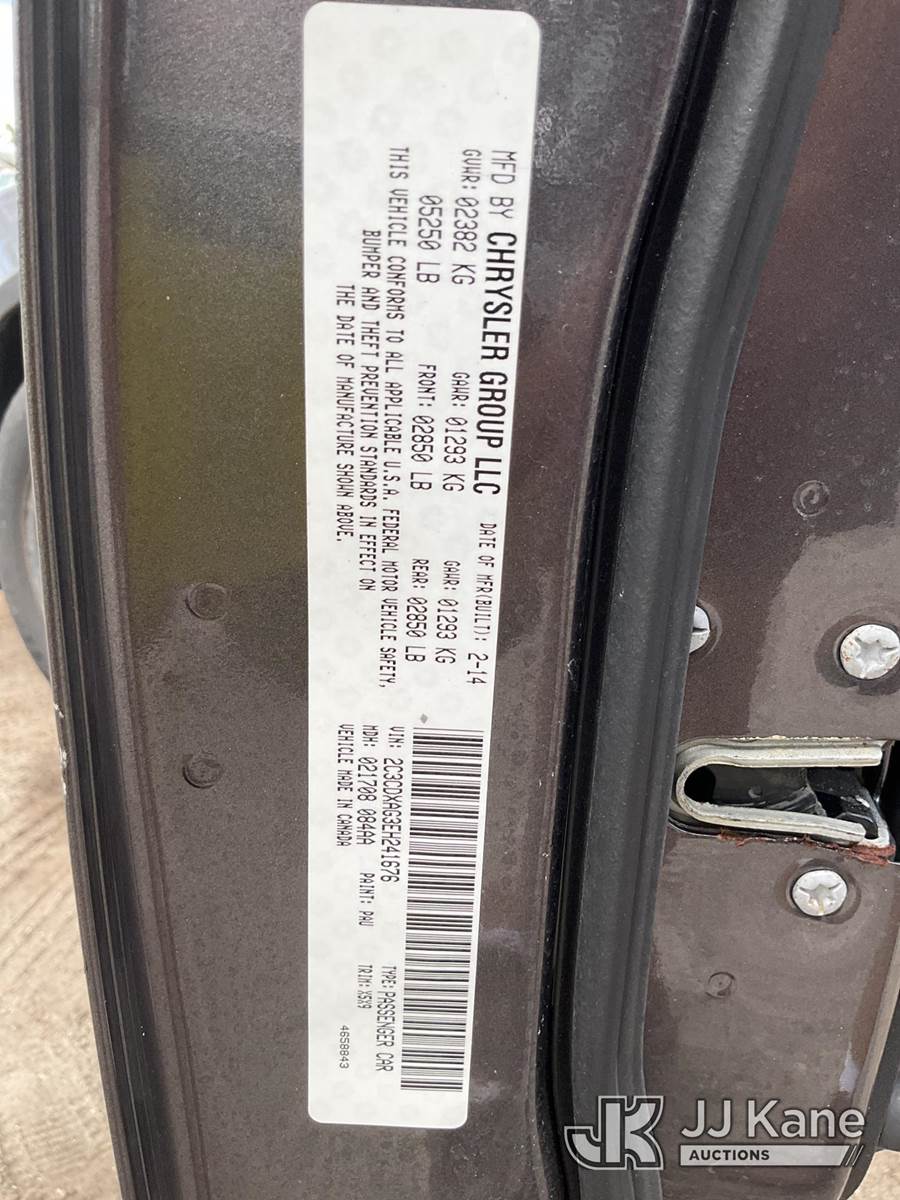 MFD BY CHRYSLER GROUP LLC DATE OF MFR(BUILT): 2-14
GVWR: 02382 KG GAWR: 01293 KG GAWR: 01293 KG
05250 LB FRONT: 02850 LB REAR: 02850 LB
THIS VEHICLE CONFORMS TO ALL APPLICABLE U.S.A. FEDERAL MOTOR VEHICLE SAFETY,
BUMPER AND THEFT PREVENTION STANDARDS IN EFFECT ON
THE DATE OF MANUFACTURE SHOWN ABOVE.
VIN: 2C3CDXAG3EH241676 TYPE: PASSENGER CAR
MDH: 021708 084AA PAINT: PAU TRIM: X5X9
VEHICLE MADE IN CANADA 4658843
JK JJ Kane
AUCTIONS